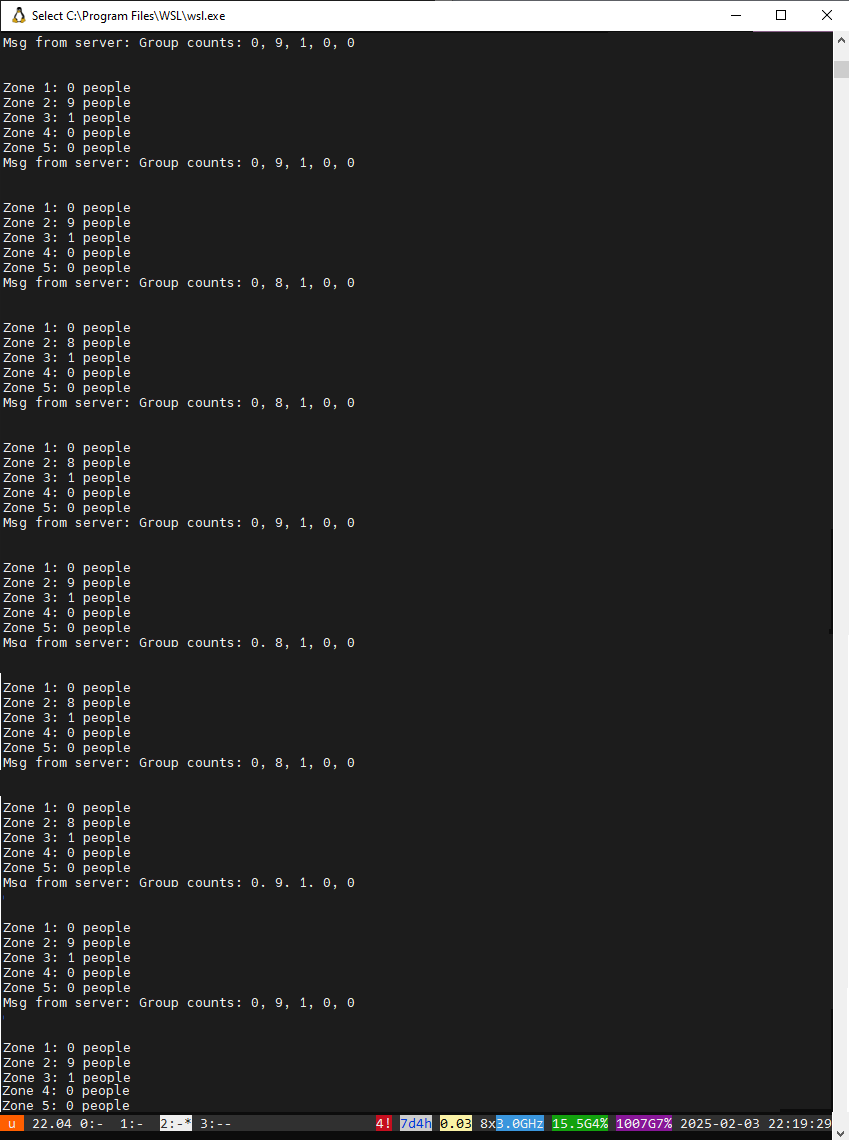 Select C:\Program Files\WSL\wsl.exe
Msg from server: Group counts: 0, 9, 1, 0, 0
Zone 1: 0 people
Zone 2: 9 people
Zone 3: 1 people
Zone 4: 0 people
Zone 5: 0 people
Msg from server: Group counts: 0, 9, 1, 0, 0
Zone 1: 0 people
Zone 2: 9 people
Zone 3: 1 people
Zone 4: 0 people
Zone 5: 0 people
Msg from server: Group counts: 0, 8, 1, 0, 0
Zone 1: 0 people
Zone 2: 8 people
Zone 3: 1 people
Zone 4: 0 people
Zone 5: 0 people
Msg from server: Group counts: 0, 8, 1, 0, 0
Zone 1: 0 people
Zone 2: 8 people
Zone 3: 1 people
Zone 4: 0 people
Zone 5: 0 people
Msg from server: Group counts: 0, 9, 1, 0, 0
Zone 1: 0 people
Zone 2: 9 people
Zone 3: 1 people
Zone 4: 0 people
Zone 5: 0 people
Msg from server: Group counts: 0, 8, 1, 0, 0
Zone 1: 0 people
Zone 2: 8 people
Zone 3: 1 people
Zone 4: 0 people
Zone 5: 0 people
Msg from server: Group counts: 0, 8, 1, 0, 0
Zone 1: 0 people
Zone 2: 8 people
Zone 3: 1 people
Zone 4: 0 people
Zone 5: 0 people
Msg from server: Group counts: 0, 9, 1, 0, 0
Zone 1: 0 people
Zone 2: 9 people
Zone 3: 1 people
Zone 4: 0 people
Zone 5: 0 people
Msg from server: Group counts: 0, 9, 1, 0, 0
Zone 1: 0 people
Zone 2: 9 people
Zone 3: 1 people
Zone 4: 0 people
Zone 5: 0 people
u 22.04 0:- 1:- 2:-* 3:-- 4! 7d4h 0.03 8x3.0GHz 15.5G4% 1007G7% 2025-02-03 22:19:29